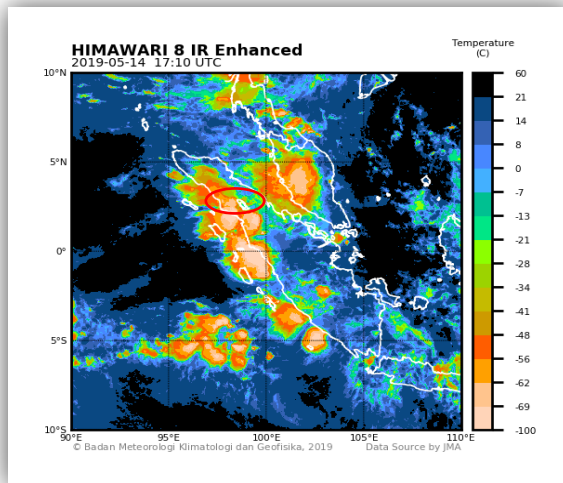 HIMAWARI 8 IR Enhanced
2019-05-14 17:10 UTC
Temperature
(C)
10°N
5°N
0°
5°S
10°S
90°E
95°E
100°E
105°E
110°E
60
21
14
8
0
-7
-13
-21
-28
-34
-41
-48
-56
-62
-69
-100
© Badan Meteorologi Klimatologi dan Geofisika, 2019
Data Source by JMA